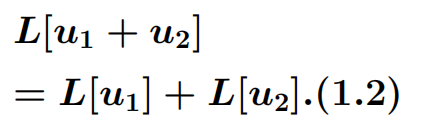 L[u₁ + u₂]
= L[u₁] + L[u₂].(1.2)